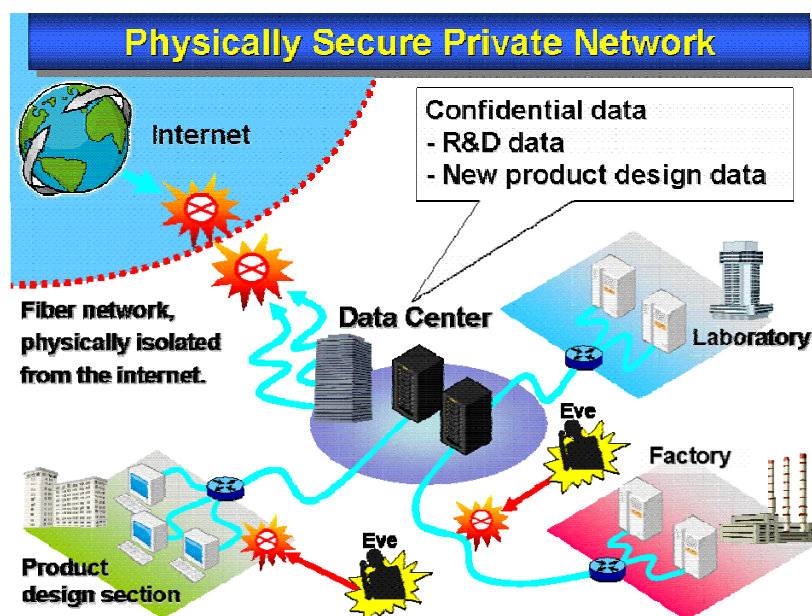 Physically Secure Private Network
Internet
Confidential data
- R&D data
- New product design data
Fiber network,
physically isolated
from the internet.
Data Center
Laboratory
Eve
Factory
Eve
Product
design section